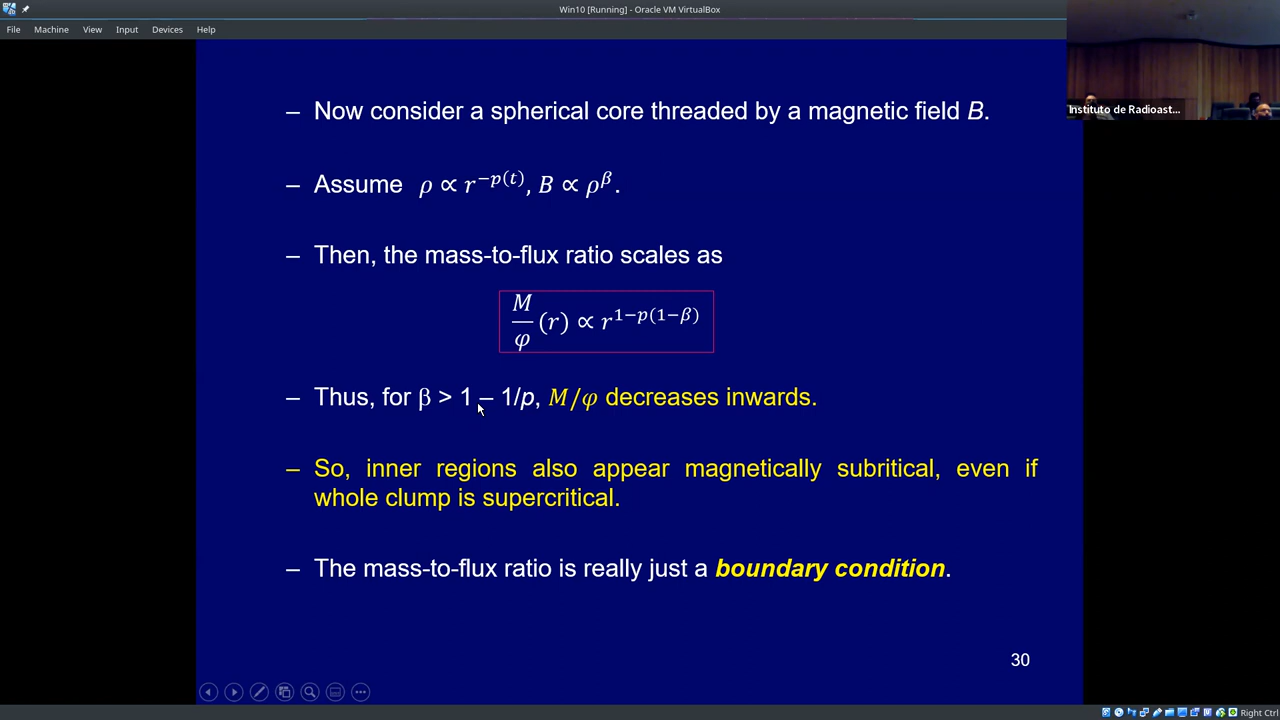 Win10 [Running] - Oracle VM VirtualBox
File Machine View Input Devices Help
Instituto de Radioast...
– Now consider a spherical core threaded by a magnetic field B.
– Assume ρ ∝ r^{−p(t)}, B ∝ ρ^β.
– Then, the mass-to-flux ratio scales as
M/φ (r) ∝ r^{1−p(1−β)}
– Thus, for β > 1 – 1/p, M/φ decreases inwards.
– So, inner regions also appear magnetically subritical, even if
whole clump is supercritical.
– The mass-to-flux ratio is really just a boundary condition.
30
Right Ctrl